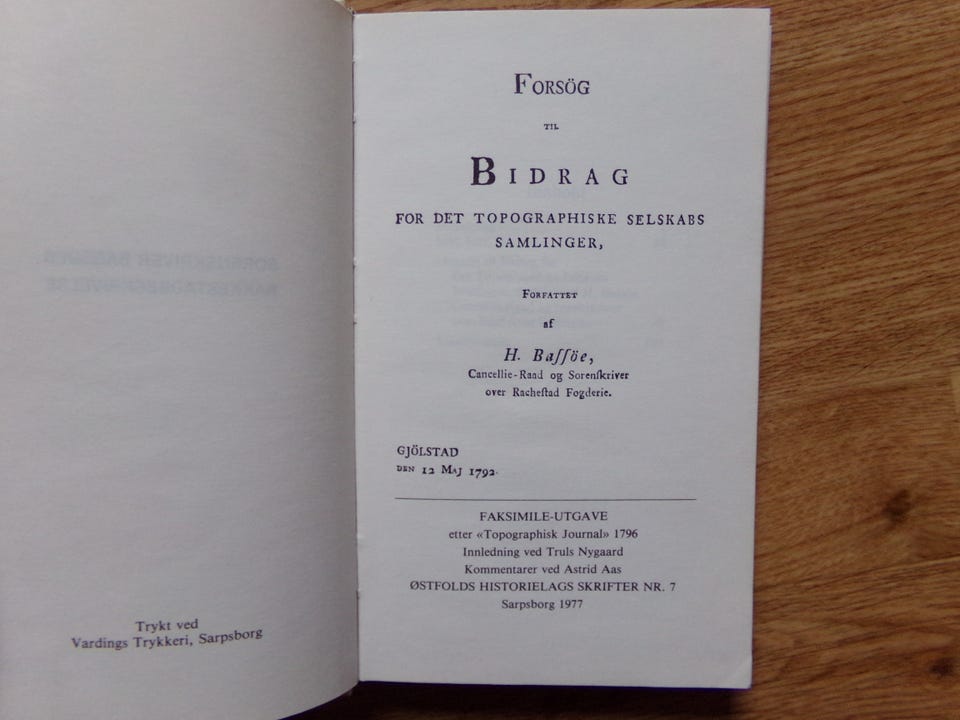 Trykt ved
Vardings Trykkeri, Sarpsborg
FORSÖG
TIL
BIDRAG
FOR DET TOPOGRAPHISKE SELSKABS
SAMLINGER,
FORFATTET
af
H. Baſſöe,
Cancellie-Raad og Sorenſkriver
over Racheſtad Fogderie.
GJÖLSTAD
DEN 12 MAJ 1792.
FAKSIMILE-UTGAVE
etter «Topographisk Journal» 1796
Innledning ved Truls Nygaard
Kommentarer ved Astrid Aas
ØSTFOLDS HISTORIELAGS SKRIFTER NR. 7
Sarpsborg 1977